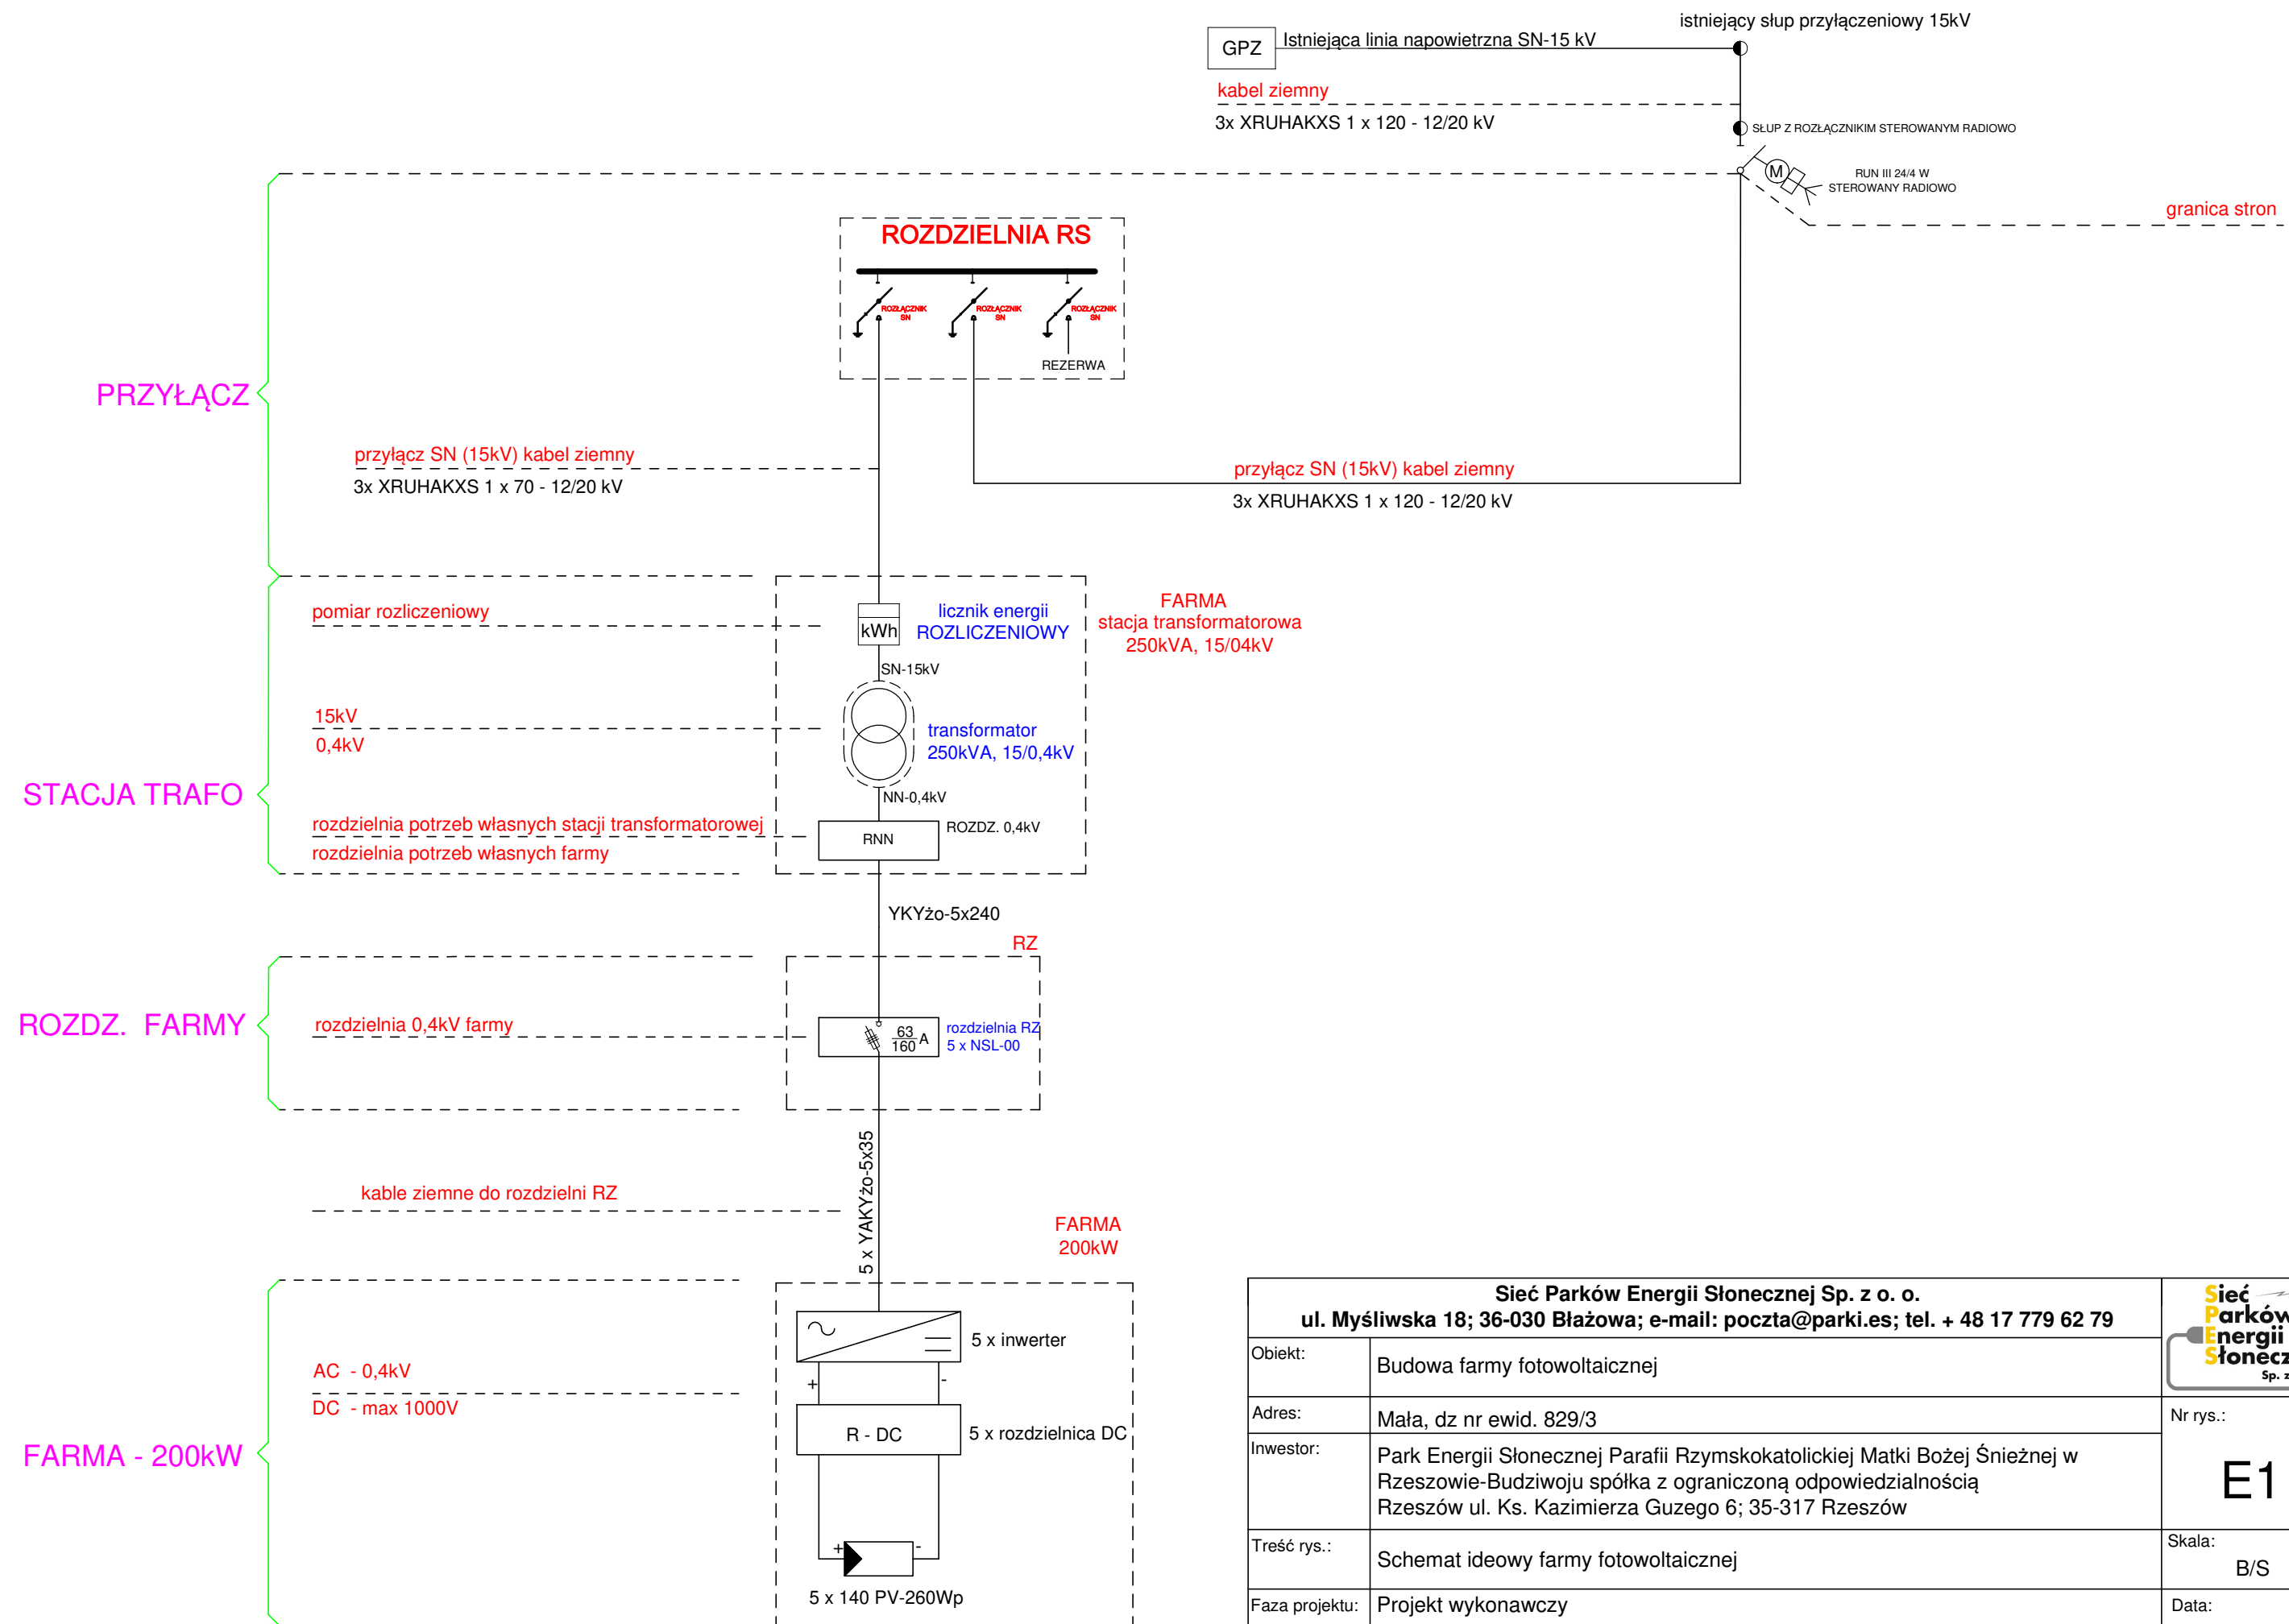 istniejący słup przyłączeniowy 15kV
GPZ
Istniejąca linia napowietrzna SN-15 kV
kabel ziemny
3x XRUHAKXS 1 x 120 - 12/20 kV
SŁUP Z ROZŁĄCZNIKIM STEROWANYM RADIOWO
M
RUN III 24/4 W
STEROWANY RADIOWO
granica stron
ROZDZIELNIA RS
ROZŁĄCZNIK
SN
ROZŁĄCZNIK
SN
ROZŁĄCZNIK
SN
REZERWA
PRZYŁĄCZ
przyłącz SN (15kV) kabel ziemny
3x XRUHAKXS 1 x 70 - 12/20 kV
przyłącz SN (15kV) kabel ziemny
3x XRUHAKXS 1 x 120 - 12/20 kV
pomiar rozliczeniowy
kWh
licznik energii
ROZLICZENIOWY
FARMA
stacja transformatorowa
250kVA, 15/04kV
SN-15kV
15kV
0,4kV
transformator
250kVA, 15/0,4kV
STACJA TRAFO
NN-0,4kV
rozdzielnia potrzeb własnych stacji transformatorowej
rozdzielnia potrzeb własnych farmy
RNN
ROZDZ. 0,4kV
YKYżo-5x240
RZ
ROZDZ. FARMY
rozdzielnia 0,4kV farmy
63
160 A
rozdzielnia RZ
5 x NSL-00
5 x YAKYżo-5x35
kable ziemne do rozdzielni RZ
FARMA
200kW
5 x inwerter
AC - 0,4kV
DC - max 1000V
+ -
R - DC
5 x rozdzielnica DC
FARMA - 200kW
+ -
5 x 140 PV-260Wp
Sieć Parków Energii Słonecznej Sp. z o. o.
ul. Myśliwska 18; 36-030 Błażowa; e-mail: poczta@parki.es; tel. + 48 17 779 62 79
Sieć
Parków
Energii
Słonecz
Sp. z
Obiekt:
Budowa farmy fotowoltaicznej
Adres:
Mała, dz nr ewid. 829/3
Nr rys.:
E1
Inwestor:
Park Energii Słonecznej Parafii Rzymskokatolickiej Matki Bożej Śnieżnej w
Rzeszowie-Budziwoju spółka z ograniczoną odpowiedzialnością
Rzeszów ul. Ks. Kazimierza Guzego 6; 35-317 Rzeszów
Treść rys.:
Schemat ideowy farmy fotowoltaicznej
Skala:
B/S
Faza projektu:
Projekt wykonawczy
Data: